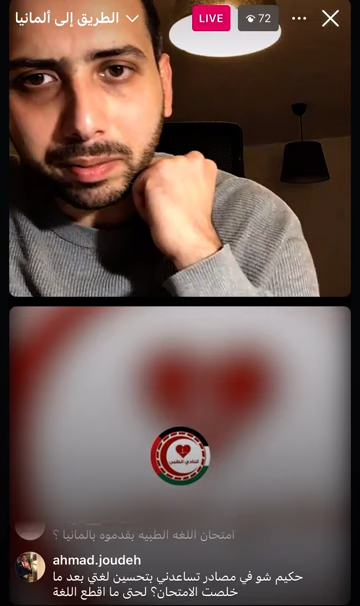 الطريق إلى ألمانيا
LIVE
72
امتحان اللغه الطبيه بقدموه بالمانيا ؟
ahmad.joudeh
حكيم شو في مصادر تساعدني بتحسين لغتي بعد ما
خلصت الامتحان؟ لحتى ما اقطع اللغة